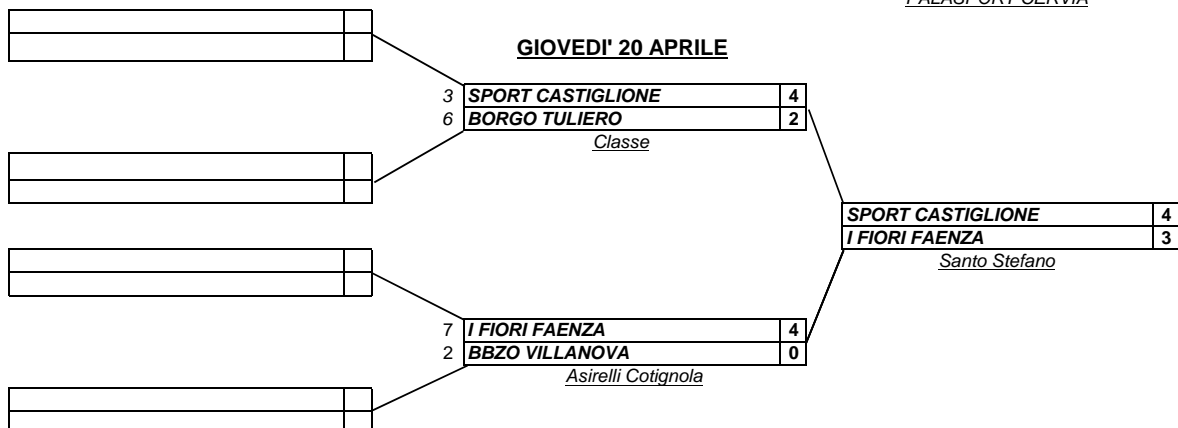 PALASPORT CERVIA
GIOVEDI' 20 APRILE
3 SPORT CASTIGLIONE 4
6 BORGO TULIERO 2
Classe
SPORT CASTIGLIONE 4
I FIORI FAENZA 3
Santo Stefano
7 I FIORI FAENZA 4
2 BBZO VILLANOVA 0
Asirelli Cotignola